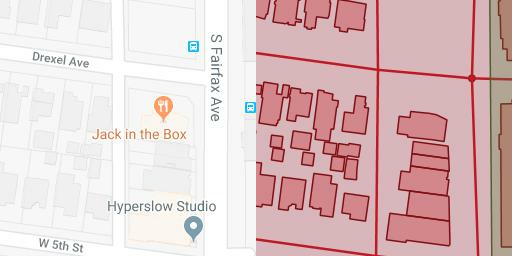 Drexel Ave
S Fairfax Ave
Jack in the Box
Hyperslow Studio
W 5th St